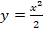 y = x²/2